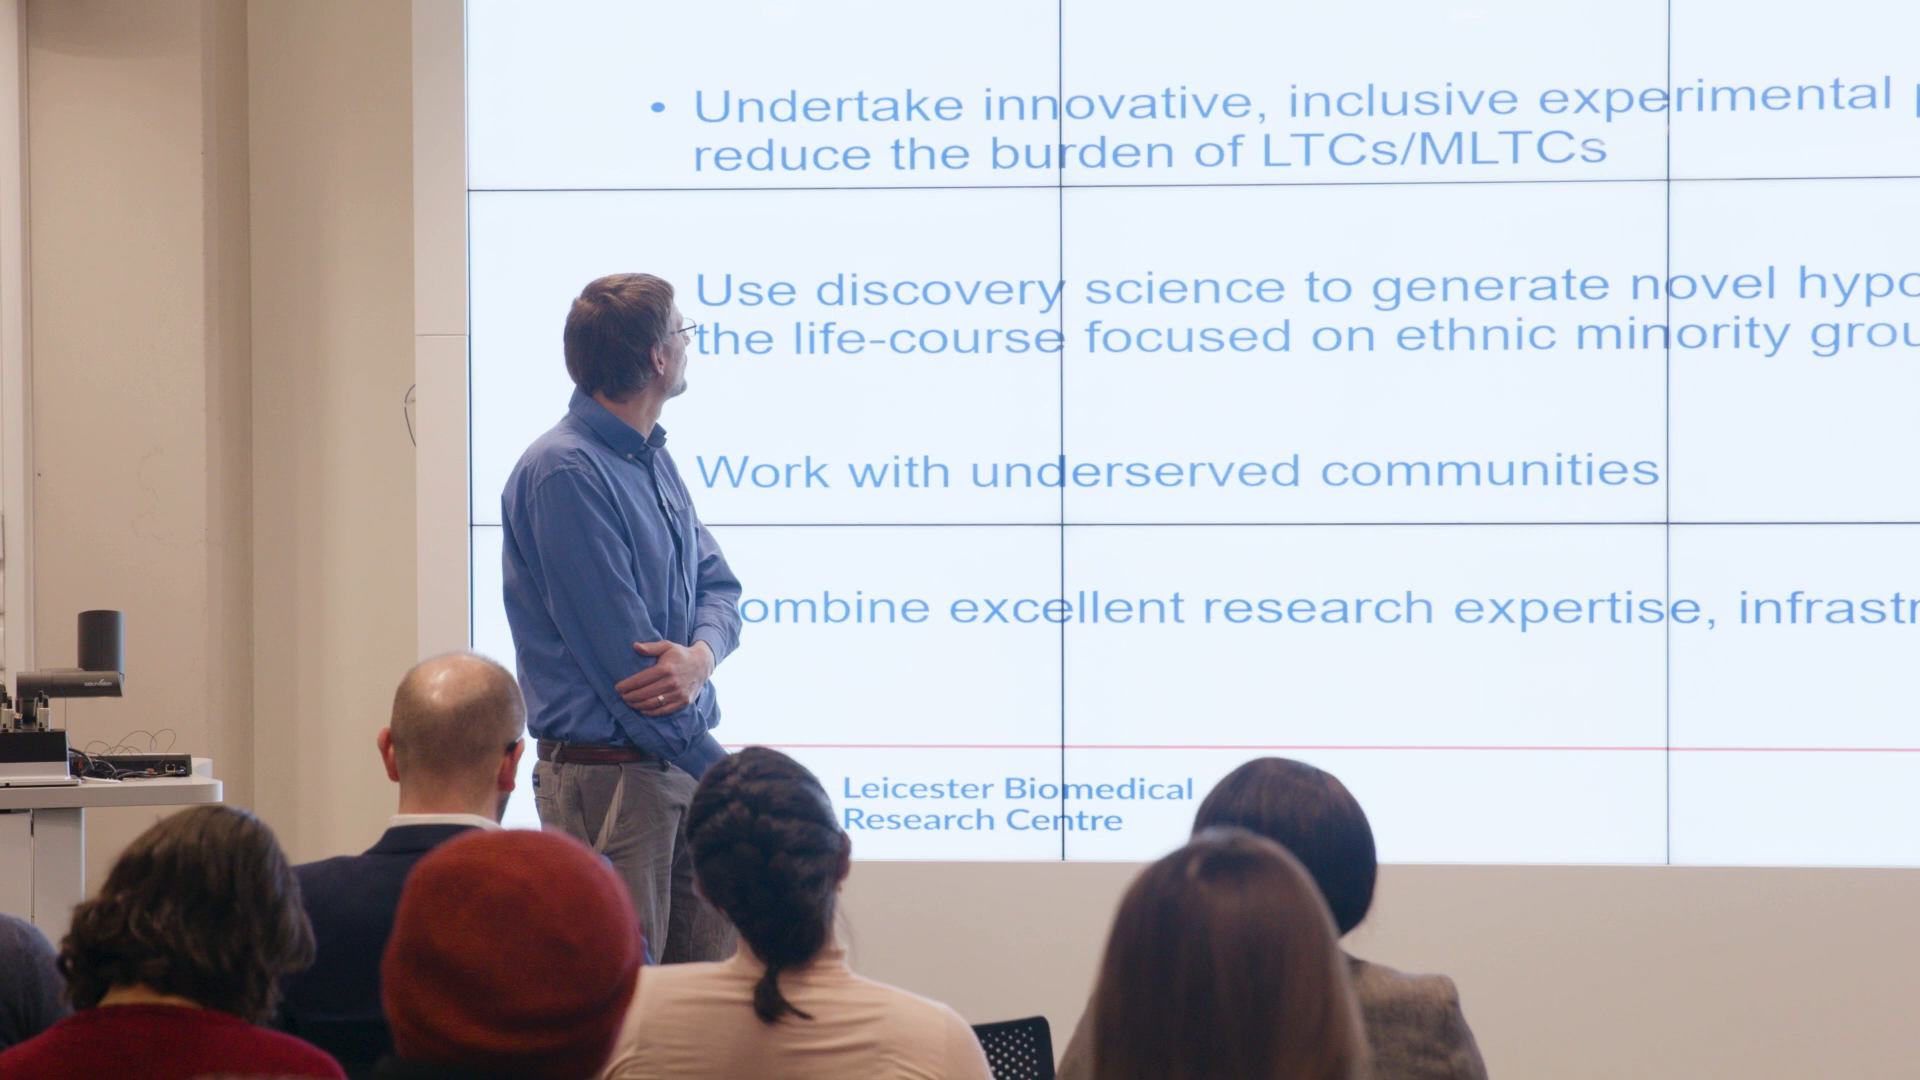 • Undertake innovative, inclusive experimental
reduce the burden of LTCs/MLTCs
Use discovery science to generate novel hypo
the life-course focused on ethnic minority grou
Work with underserved communities
ombine excellent research expertise, infrastr
Leicester Biomedical
Research Centre